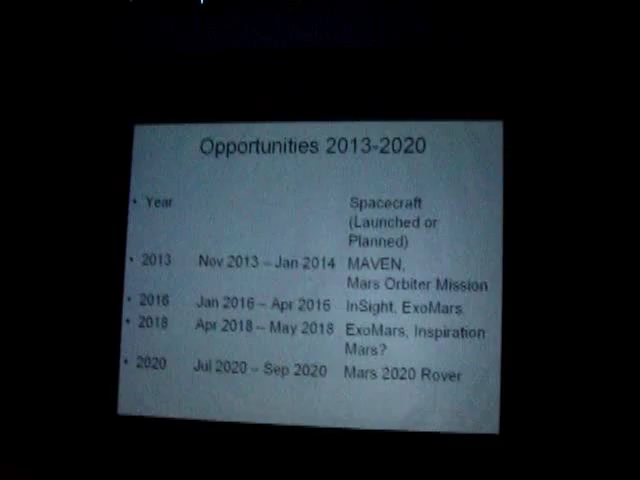 Opportunities 2013-2020
• Year Spacecraft
(Launched or
Planned)
• 2013 Nov 2013 – Jan 2014 MAVEN,
Mars Orbiter Mission
• 2016 Jan 2016 – Apr 2016 InSight, ExoMars
• 2018 Apr 2018 – May 2018 ExoMars, Inspiration
Mars?
• 2020 Jul 2020 – Sep 2020 Mars 2020 Rover